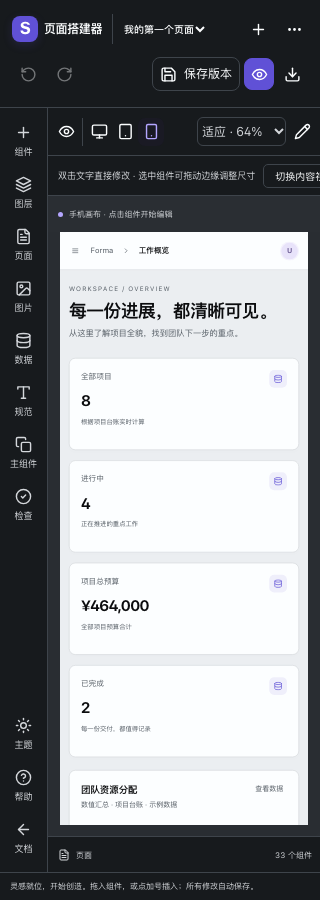 S 页面搭建器 我的第一个页面
保存版本
组件
图层
页面
图片
数据
规范
主组件
检查
主题
帮助
文档
适应 · 64%
双击文字直接修改 · 选中组件可拖动边缘调整尺寸 切换内容视
手机画布 · 点击组件开始编辑
Forma 工作概览 U
WORKSPACE / OVERVIEW
每一份进展，都清晰可见。
从这里了解项目全貌，找到团队下一步的重点。
全部项目
8
根据项目台账实时计算
进行中
4
正在推进的重点工作
项目总预算
¥464,000
全部项目预算合计
已完成
2
每一份交付，都值得记录
团队资源分配 查看数据
数值汇总 · 项目台账 · 示例数据
页面 33 个组件
灵感就位，开始创造。拖入组件，或点加号插入；所有修改自动保存。